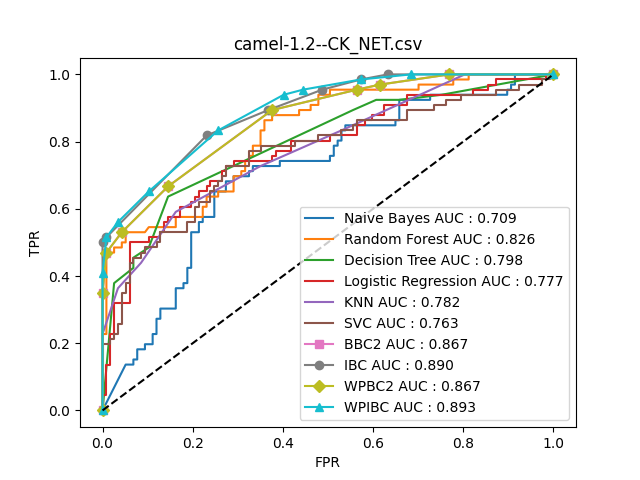 camel-1.2--CK_NET.csv
TPR
1.0
0.8
0.6
0.4
0.2
0.0
Naive Bayes AUC : 0.709
Random Forest AUC : 0.826
Decision Tree AUC : 0.798
Logistic Regression AUC : 0.777
KNN AUC : 0.782
SVC AUC : 0.763
BBC2 AUC : 0.867
IBC AUC : 0.890
WPBC2 AUC : 0.867
WPIBC AUC : 0.893
0.0 0.2 0.4 0.6 0.8 1.0
FPR